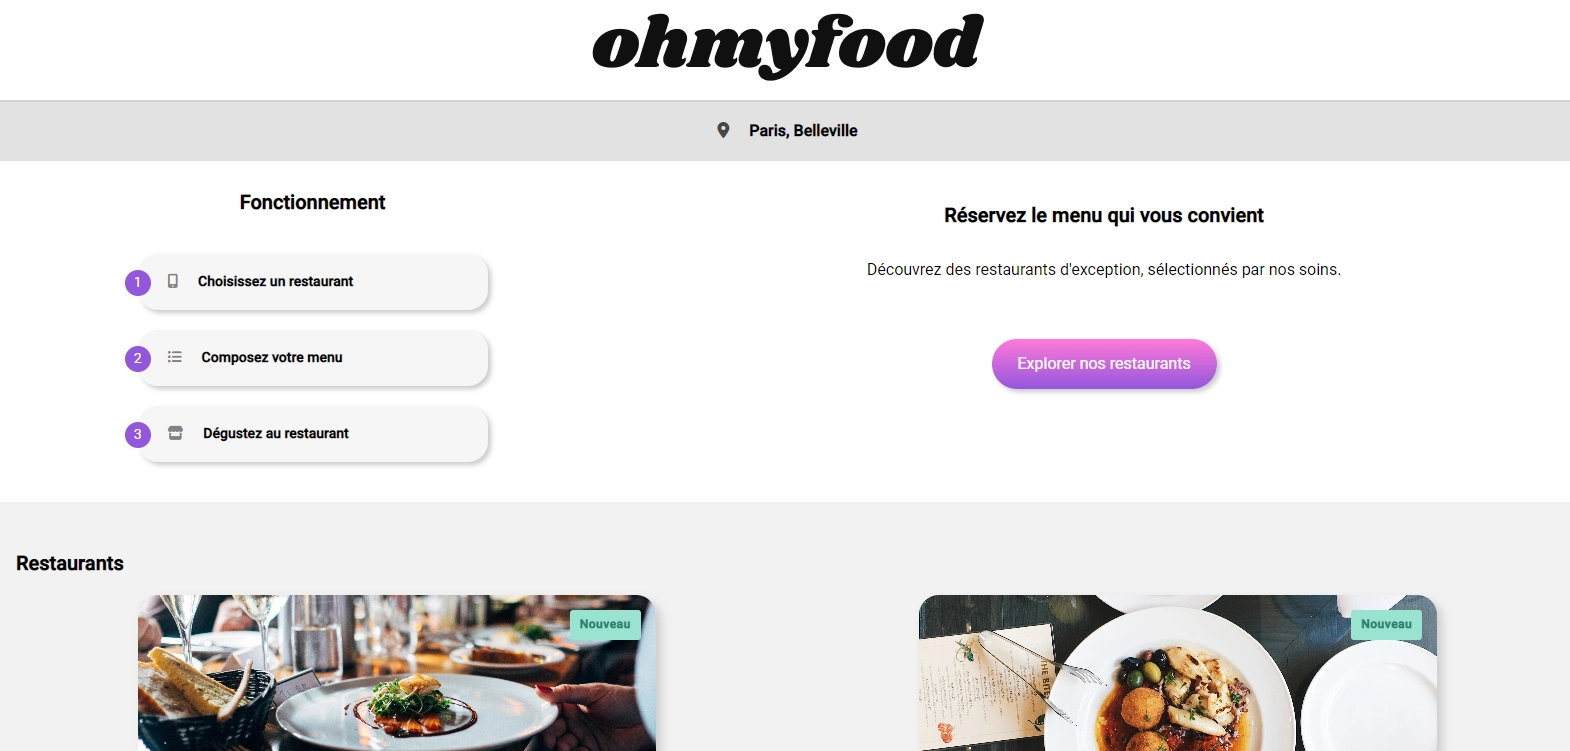 ohmyfood
Paris, Belleville
Fonctionnement
1 Choisissez un restaurant
2 Composez votre menu
3 Dégustez au restaurant
Réservez le menu qui vous convient
Découvrez des restaurants d'exception, sélectionnés par nos soins.
Explorer nos restaurants
Restaurants
Nouveau
Nouveau